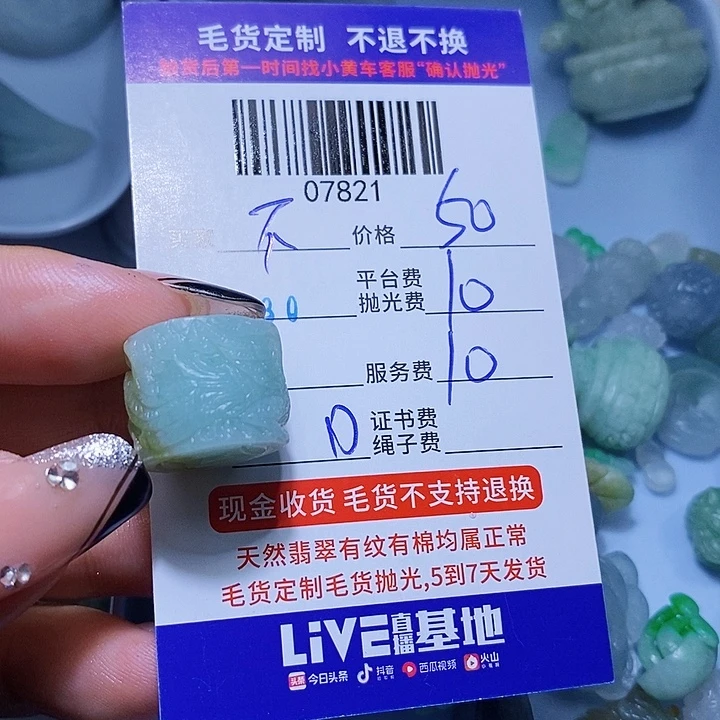 毛货定制 不退不换
收货后第一时间找小黄车客服“确认抛光”
07821
不 价格 50
平台费
抛光费 10
服务费 10
证书费
绳子费
现金收货 毛货不支持退换
天然翡翠有纹有棉均属正常
毛货定制毛货抛光,5到7天发货
LiVE直播基地
头条 今日头条 抖音 西瓜视频 火山